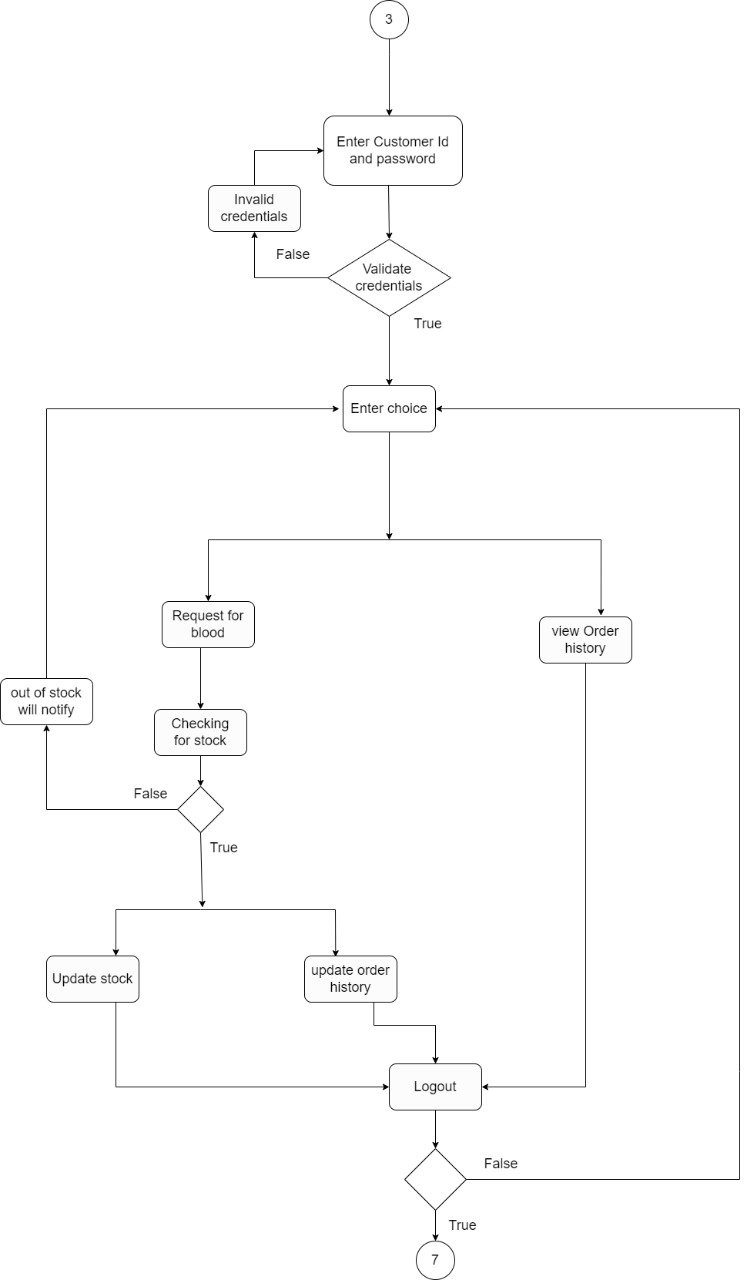 3
Enter Customer Id
and password
Invalid
credentials
False
Validate
credentials
True
Enter choice
Request for
blood
view Order
history
out of stock
will notify
Checking
for stock
False
True
Update stock
update order
history
Logout
False
True
7